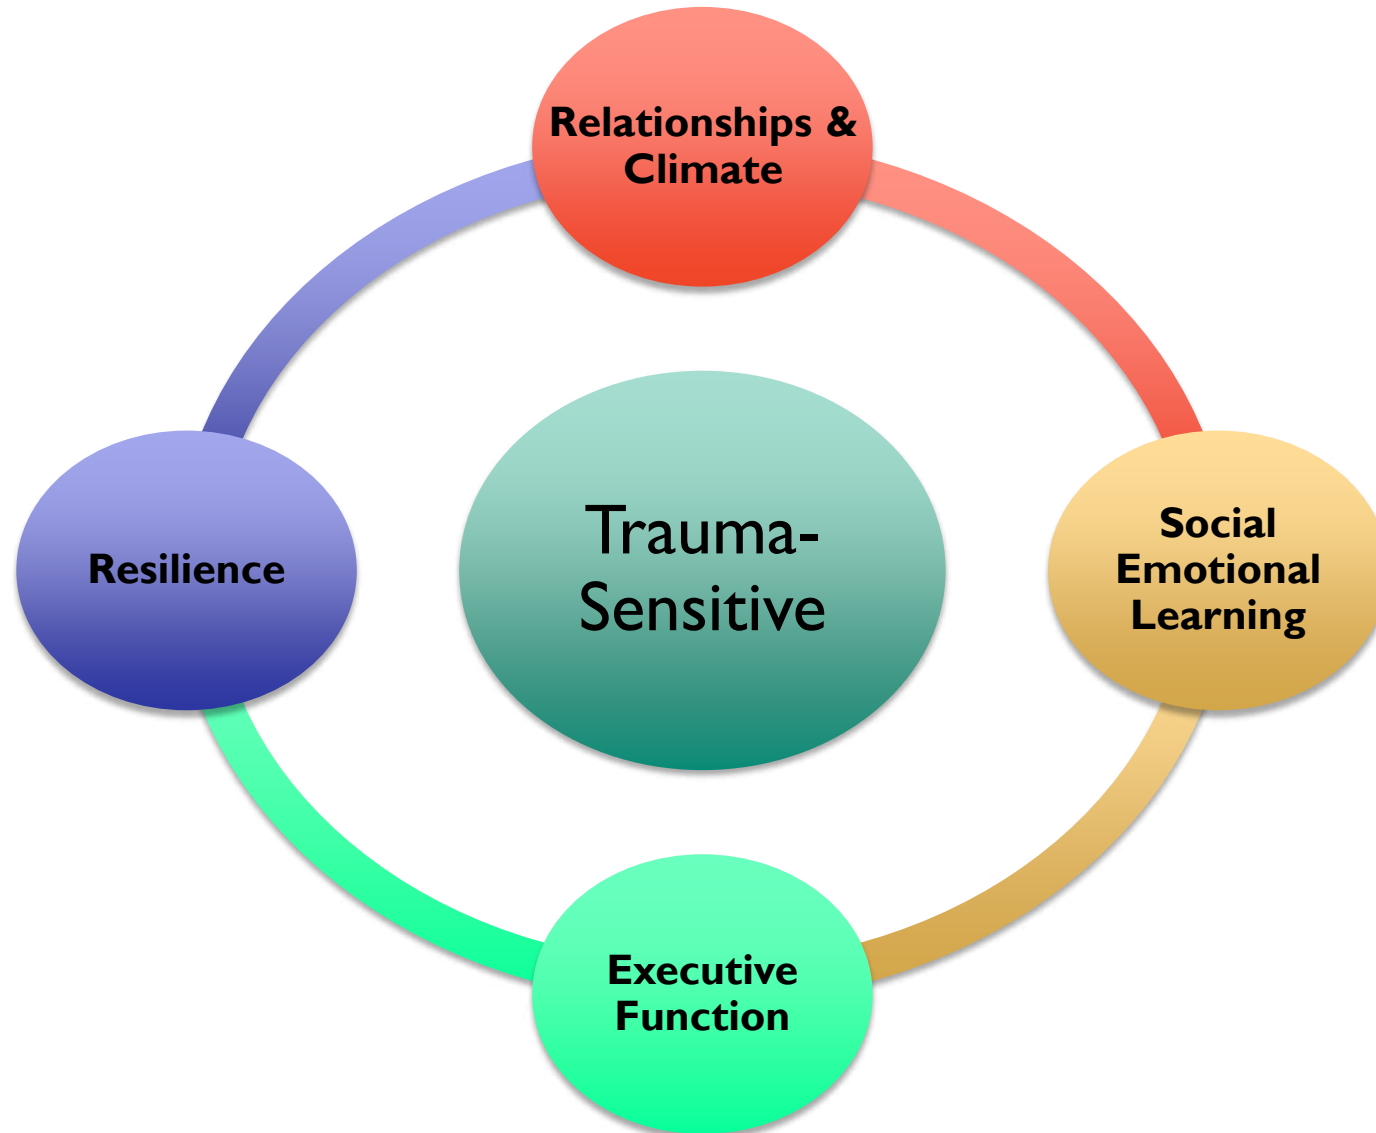 Relationships &
Climate
Social
Emotional
Learning
Executive
Function
Resilience
Trauma-
Sensitive